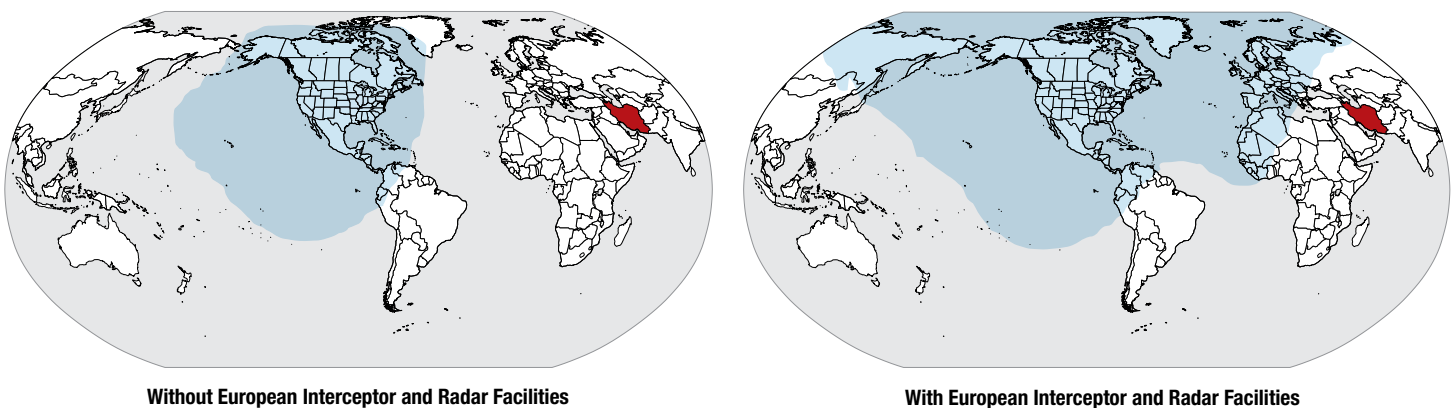 Without European Interceptor and Radar Facilities
With European Interceptor and Radar Facilities